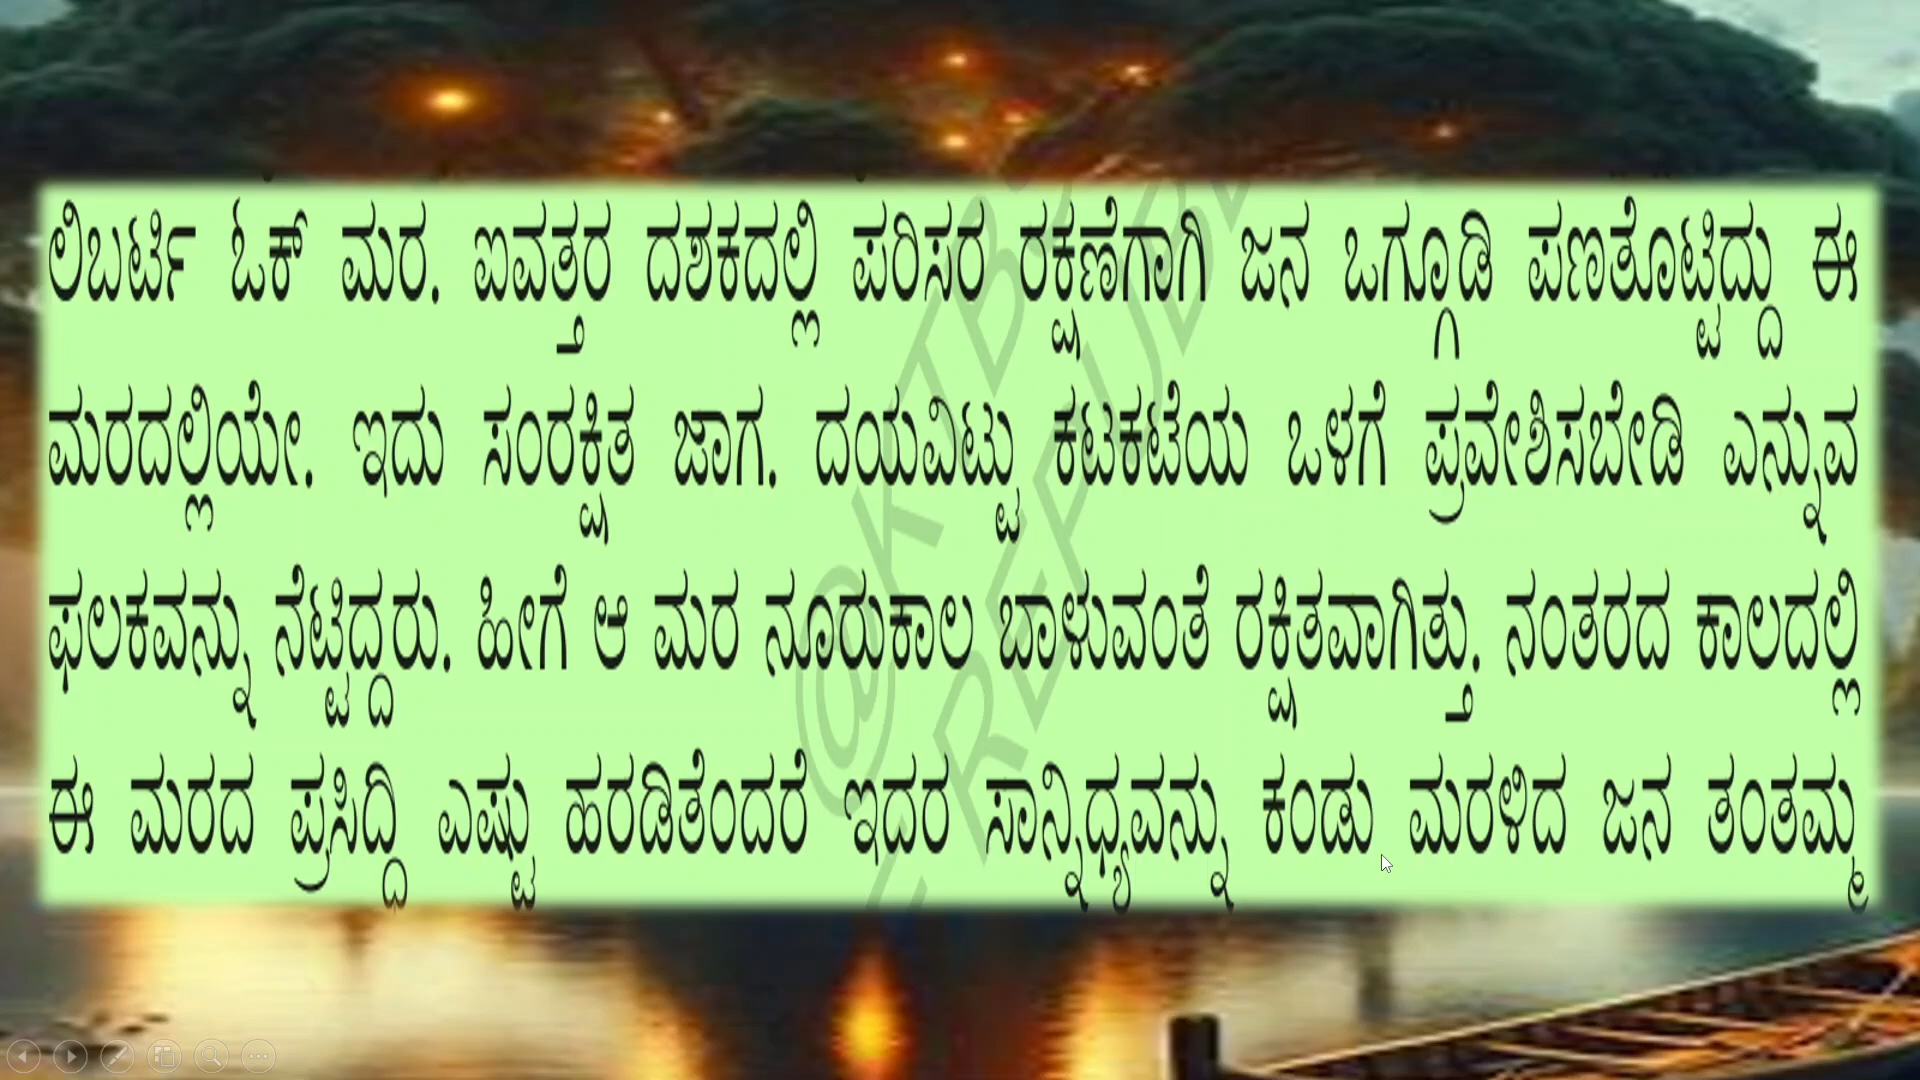 ಲಿಬರ್ಟಿ ಓಕ್ ಮರ. ಐವತ್ತರ ದಶಕದಲ್ಲಿ ಪರಿಸರ ರಕ್ಷಣೆಗಾಗಿ ಜನ ಒಗ್ಗೂಡಿ ಪಣತೊಟ್ಟಿದ್ದು ಈ
ಮರದಲ್ಲಿಯೇ. ಇದು ಸಂರಕ್ಷಿತ ಜಾಗ. ದಯವಿಟ್ಟು ಕಟಕಟೆಯ ಒಳಗೆ ಪ್ರವೇಶಿಸಬೇಡಿ ಎನ್ನುವ
ಫಲಕವನ್ನು ನೆಟ್ಟಿದ್ದರು. ಹೀಗೆ ಆ ಮರ ನೂರುಕಾಲ ಬಾಳುವಂತೆ ರಕ್ಷಿತವಾಗಿತ್ತು. ನಂತರದ ಕಾಲದಲ್ಲಿ
ಈ ಮರದ ಪ್ರಸಿದ್ಧಿ ಎಷ್ಟು ಹರಡಿತೆಂದರೆ ಇದರ ಸಾನ್ನಿಧ್ಯವನ್ನು ಕಂಡು ಮರಳಿದ ಜನ ತಂತಮ್ಮ